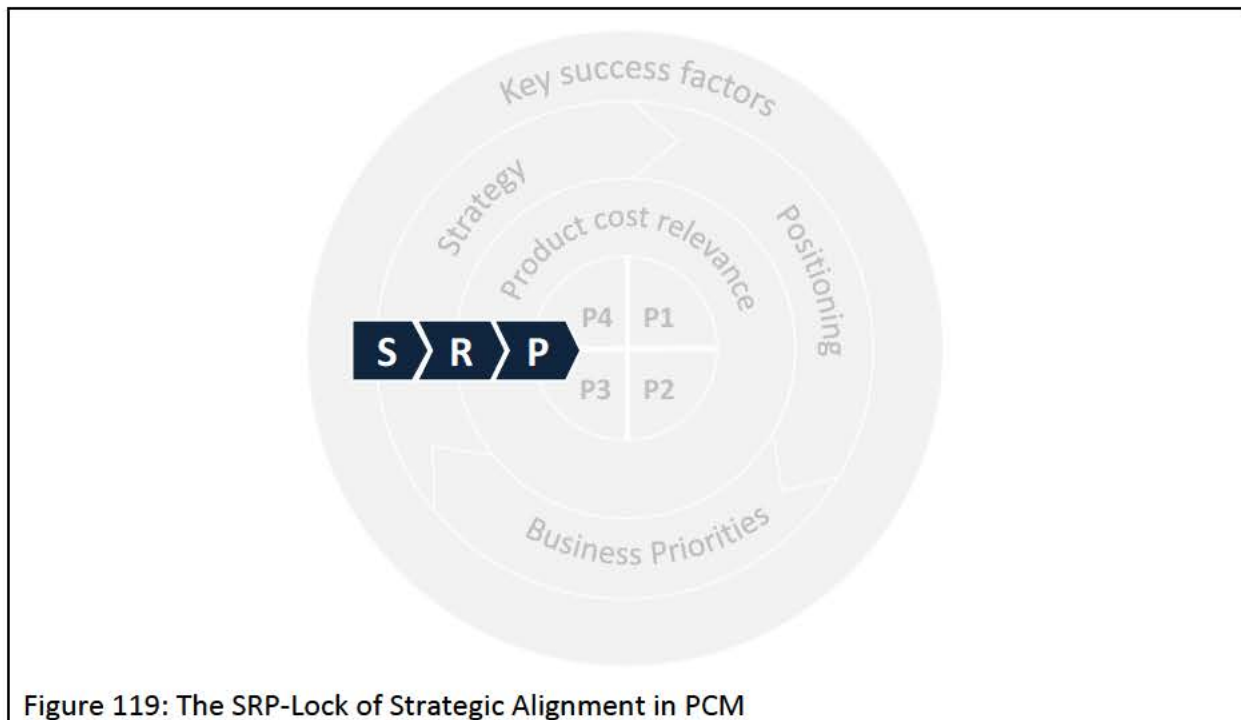 Key success factors
Strategy
Positioning
Product cost relevance
P4 P1
S R P
P3 P2
Business Priorities
Figure 119: The SRP-Lock of Strategic Alignment in PCM